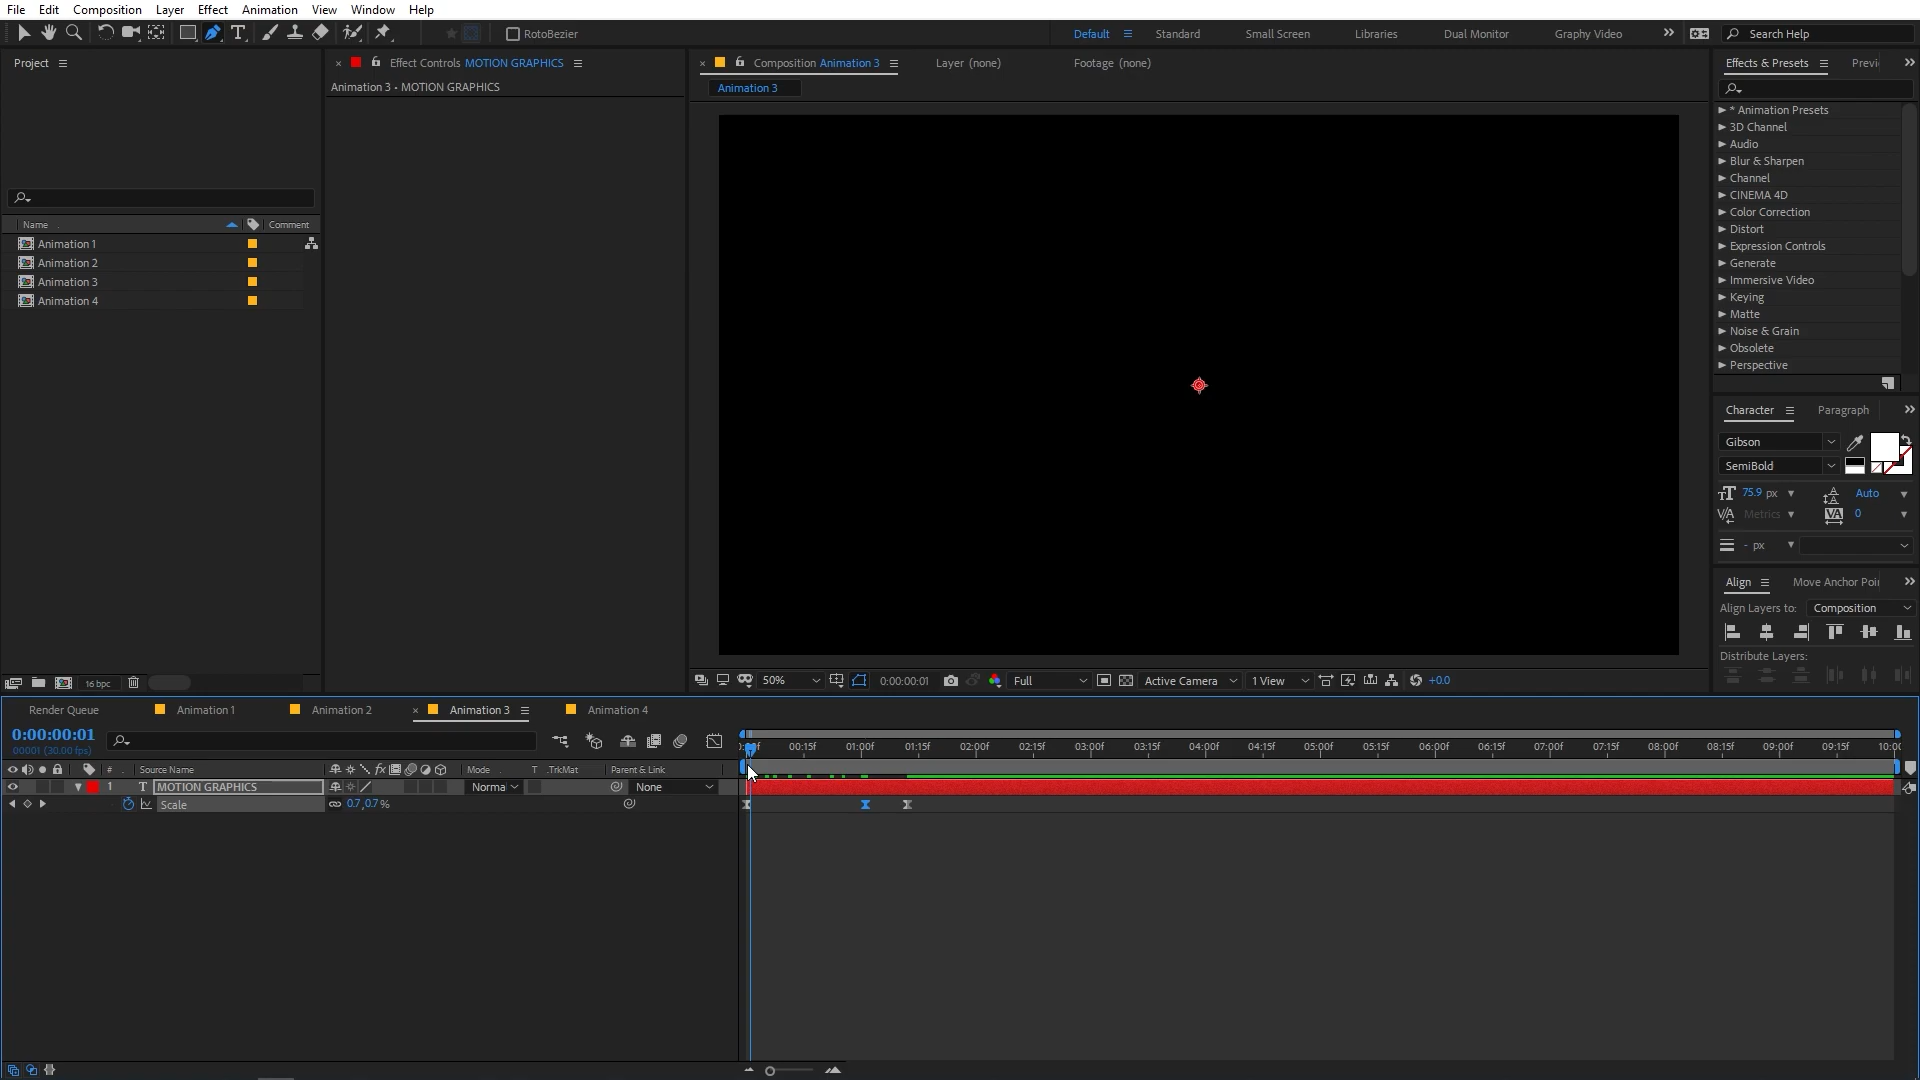 File Edit Composition Layer Effect Animation View Window Help
RotoBezier Default Standard Small Screen Libraries Dual Monitor Graphy Video Search Help
Project
Effect Controls MOTION GRAPHICS
Animation 3 • MOTION GRAPHICS
Composition Animation 3 Layer (none) Footage (none)
Animation 3
Name Comment
Animation 1
Animation 2
Animation 3
Animation 4
16 bpc
50% 0:00:00:01 Full Active Camera 1 View +0.0
Effects & Presets Previ
* Animation Presets
3D Channel
Audio
Blur & Sharpen
Channel
CINEMA 4D
Color Correction
Distort
Expression Controls
Generate
Immersive Video
Keying
Matte
Noise & Grain
Obsolete
Perspective
Character Paragraph
Gibson
SemiBold
75.9 px Auto
Metrics 0
- px
Align Move Anchor Poi
Align Layers to: Composition
Distribute Layers:
Render Queue Animation 1 Animation 2 Animation 3 Animation 4
0:00:00:01
00001 (30.00 fps)
00:15f 01:00f 01:15f 02:00f 02:15f 03:00f 03:15f 04:00f 04:15f 05:00f 05:15f 06:00f 06:15f 07:00f 07:15f 08:00f 08:15f 09:00f 09:15f 10:00
# Source Name Mode T .TrkMat Parent & Link
1 T MOTION GRAPHICS Norma None
Scale 0.7,0.7 %